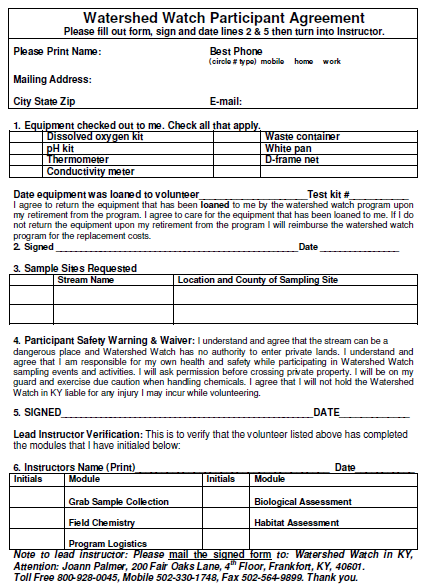 Watershed Watch Participant Agreement
Please fill out form, sign and date lines 2 & 5 then turn into Instructor.
Please Print Name: Best Phone
(circle # type) mobile home work
Mailing Address:
City State Zip E-mail:
1. Equipment checked out to me. Check all that apply.
Dissolved oxygen kit Waste container
pH kit White pan
Thermometer D-frame net
Conductivity meter
Date equipment was loaned to volunteer____________________Test kit #__________
I agree to return the equipment that has been loaned to me by the watershed watch program upon
my retirement from the program. I agree to care for the equipment that has been loaned to me. If I do
not return the equipment upon my retirement from the program I will reimburse the watershed watch
program for the replacement costs.
2. Signed ____________________________________________Date ______________
3. Sample Sites Requested
Stream Name Location and County of Sampling Site
4. Participant Safety Warning & Waiver: I understand and agree that the stream can be a
dangerous place and Watershed Watch has no authority to enter private lands. I understand and
agree that I am responsible for my own health and safety while participating in Watershed Watch
sampling events and activities. I will ask permission before crossing private property. I will be on my
guard and exercise due caution when handling chemicals. I agree that I will not hold the Watershed
Watch in KY liable for any injury I may incur while volunteering.
5. SIGNED____________________________________________DATE_____________
Lead Instructor Verification: This is to verify that the volunteer listed above has completed
the modules that I have initialed below:
6. Instructors Name (Print)___________________________________ Date__________
Initials Module Initials Module
Grab Sample Collection Biological Assessment
Field Chemistry Habitat Assessment
Program Logistics
Note to lead instructor: Please mail the signed form to: Watershed Watch in KY,
Attention: Joann Palmer, 200 Fair Oaks Lane, 4th Floor, Frankfort, KY, 40601.
Toll Free 800-928-0045, Mobile 502-330-1748, Fax 502-564-9899. Thank you.